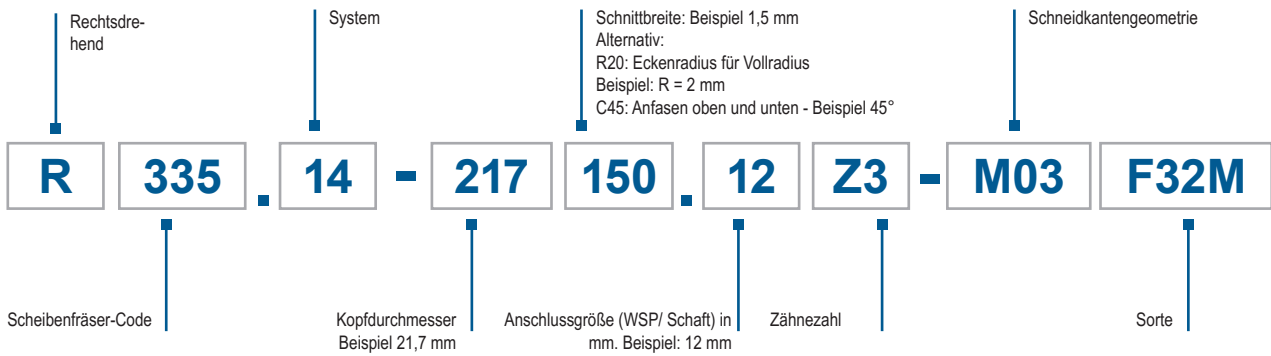 Rechtsdre-
hend
System
Schnittbreite: Beispiel 1,5 mm
Alternativ:
R20: Eckenradius für Vollradius
Beispiel: R = 2 mm
C45: Anfasen oben und unten - Beispiel 45°
Schneidkantengeometrie
R 335 . 14 - 217 150 . 12 Z3 - M03 F32M
Scheibenfräser-Code
Kopfdurchmesser
Beispiel 21,7 mm
Anschlussgröße (WSP/ Schaft) in
mm. Beispiel: 12 mm
Zähnezahl
Sorte